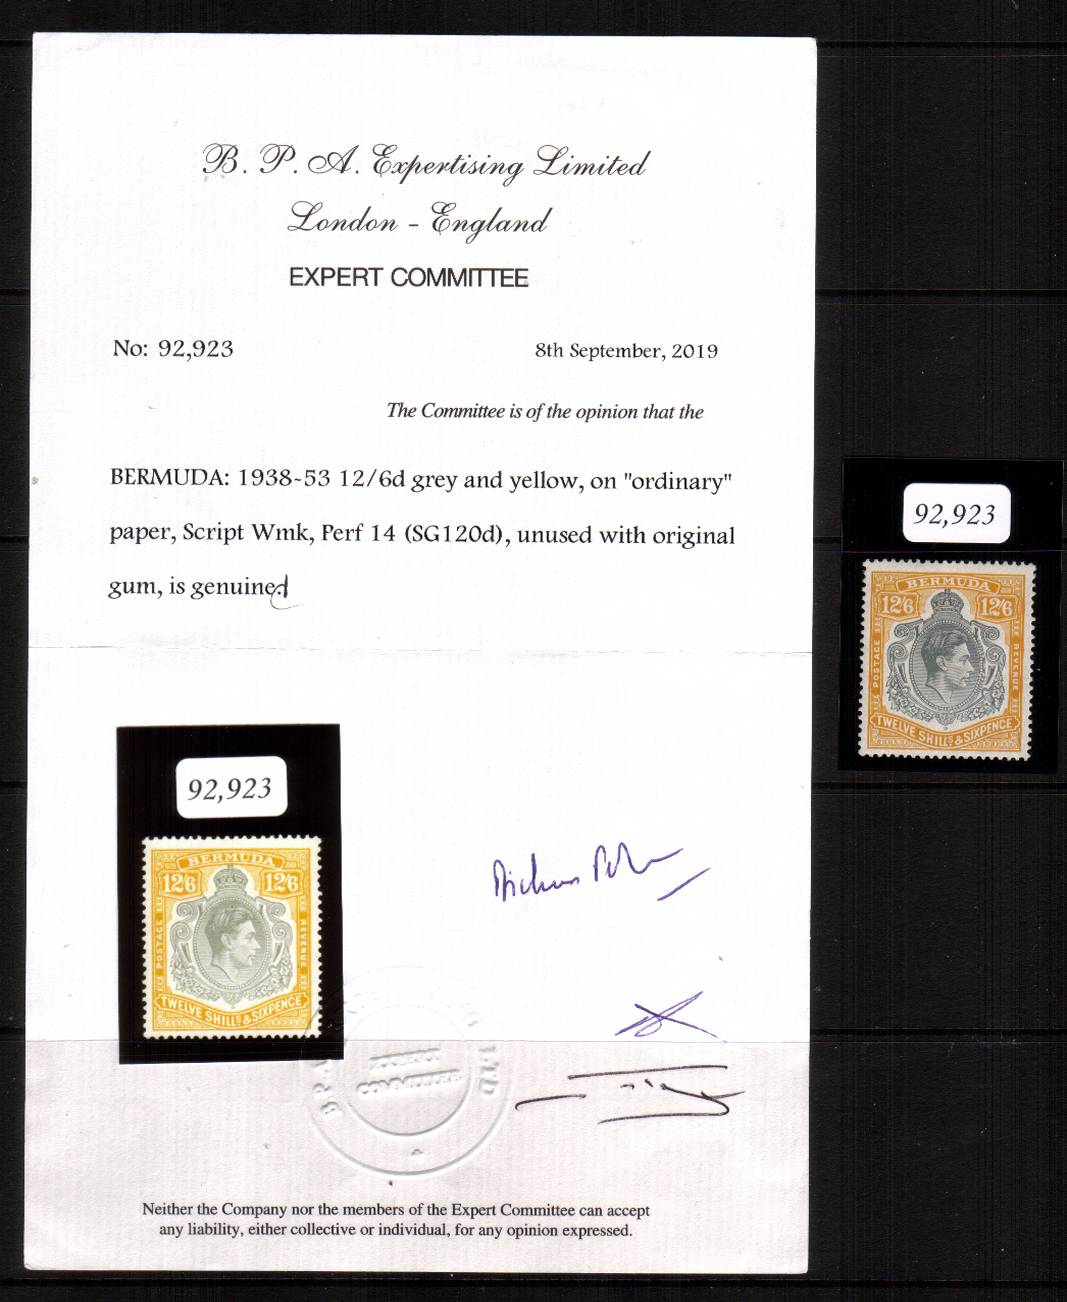 B. P. A. Expertising Limited
London - England
EXPERT COMMITTEE
No: 92,923
8th September, 2019
The Committee is of the opinion that the
BERMUDA: 1938-53 12/6d grey and yellow, on "ordinary"
paper, Script Wmk, Perf 14 (SG120d), unused with original
gum, is genuine.
92,923
BERMUDA
12/6 12/6
POSTAGE
REVENUE
TWELVE SHILLS & SIXPENCE
92,923
BERMUDA
12/6 12/6
POSTAGE
REVENUE
TWELVE SHILLS & SIXPENCE
EXPERT
COMMITTEE
LTD
Neither the Company nor the members of the Expert Committee can accept
any liability, either collective or individual, for any opinion expressed.